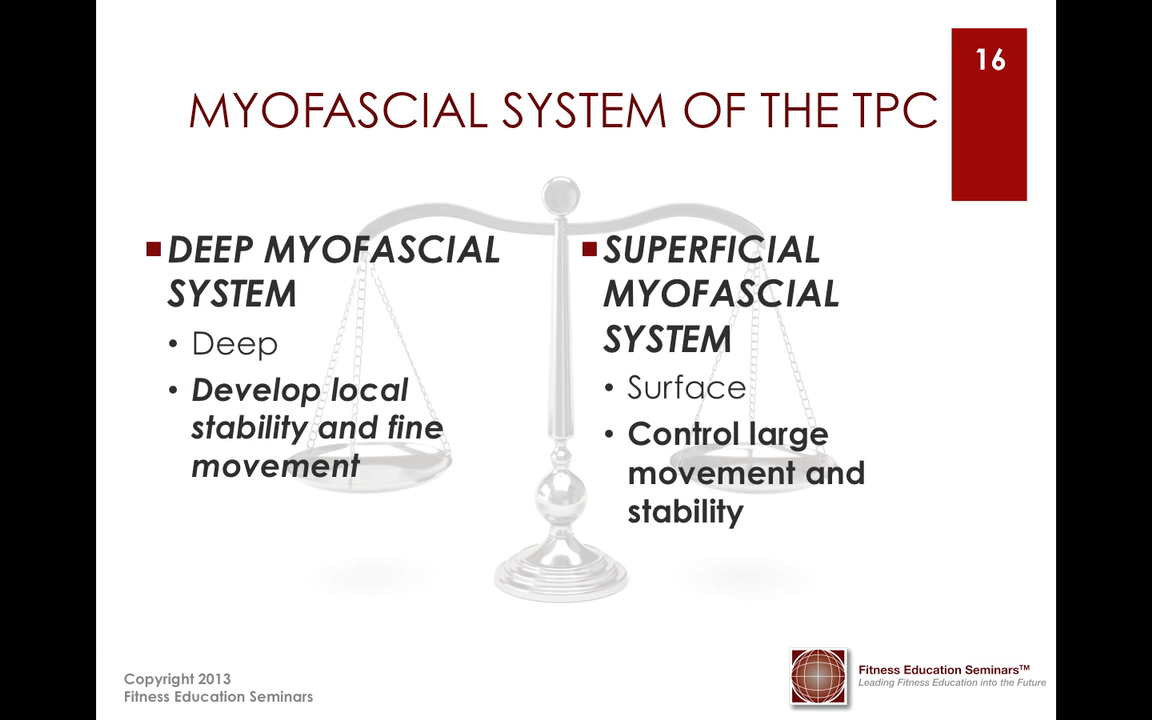 16
MYOFASCIAL SYSTEM OF THE TPC
DEEP MYOFASCIAL
SYSTEM
• Deep
• Develop local
stability and fine
movement
SUPERFICIAL
MYOFASCIAL
SYSTEM
• Surface
• Control large
movement and
stability
Copyright 2013
Fitness Education Seminars
Fitness Education Seminars™
Leading Fitness Education into the Future